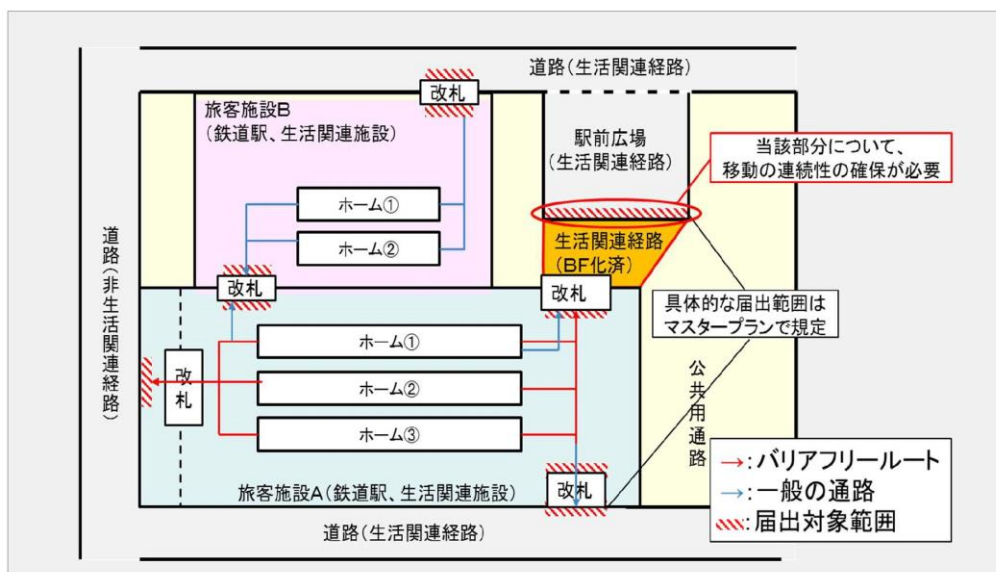 道路(生活関連経路)
改札
旅客施設B
(鉄道駅、生活関連施設)
駅前広場
(生活関連経路)
当該部分について、
移動の連続性の確保が必要
ホーム①
ホーム②
生活関連経路
(BF化済)
道路(非生活関連経路)
改札
改札
具体的な届出範囲は
マスタープランで規定
ホーム①
ホーム②
ホーム③
改札
公共用通路
旅客施設A(鉄道駅、生活関連施設)
改札
道路(生活関連経路)
→:バリアフリールート
→:一般の通路
:届出対象範囲